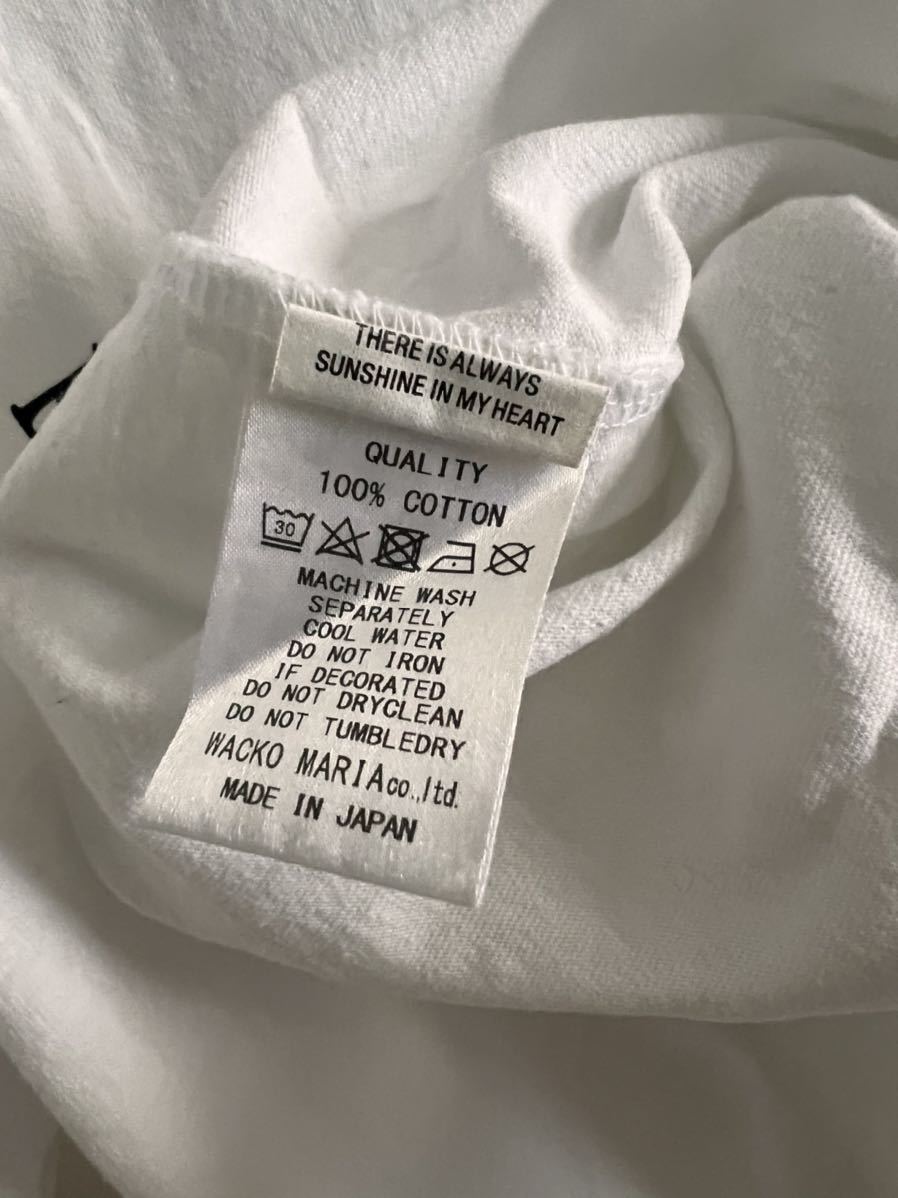 THERE IS ALWAYS
SUNSHINE IN MY HEART
QUALITY
100% COTTON
30
MACHINE WASH
SEPARATELY
COOL WATER
DO NOT IRON
IF DECORATED
DO NOT DRYCLEAN
DO NOT TUMBLEDRY
WACKO MARIA co.,ltd.
MADE IN JAPAN